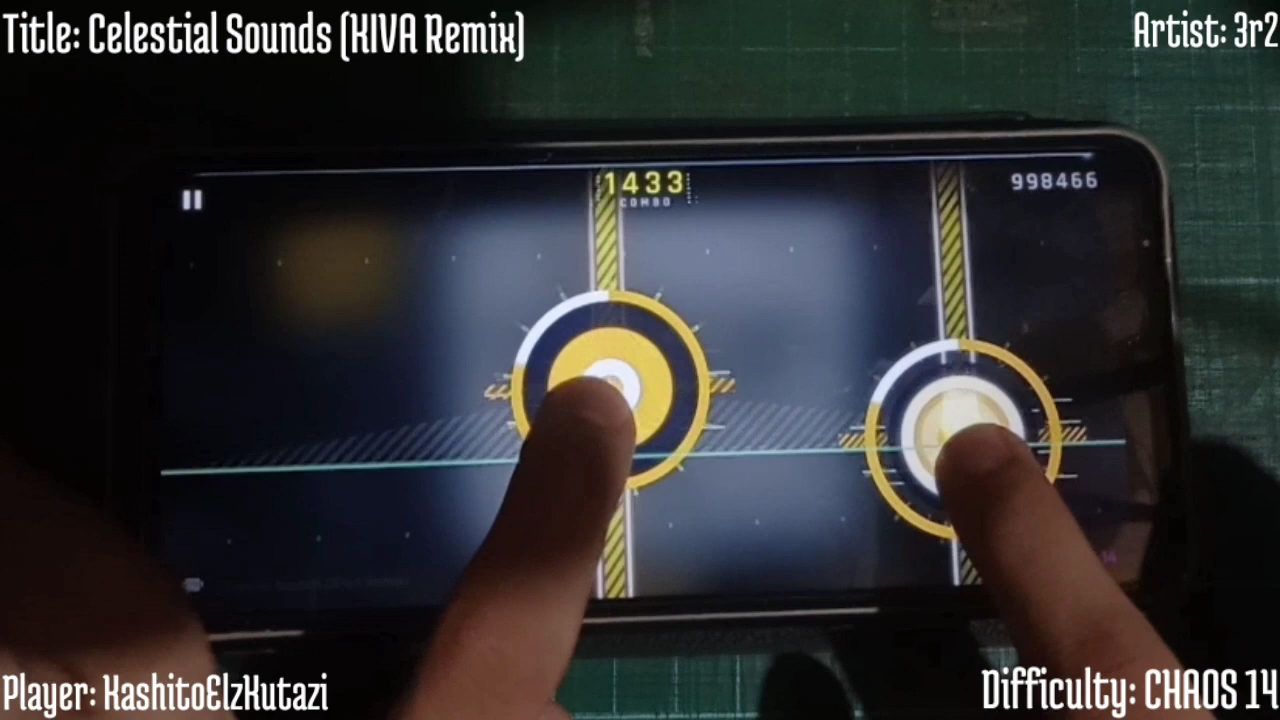 Title: Celestial Sounds (KIVA Remix)
Artist: 3r2
1433
COMBO
998466
Player: KashitoElzKutazi
Difficulty: CHAOS 14